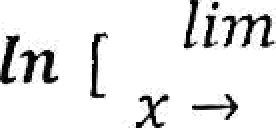 ln [ lim
x →